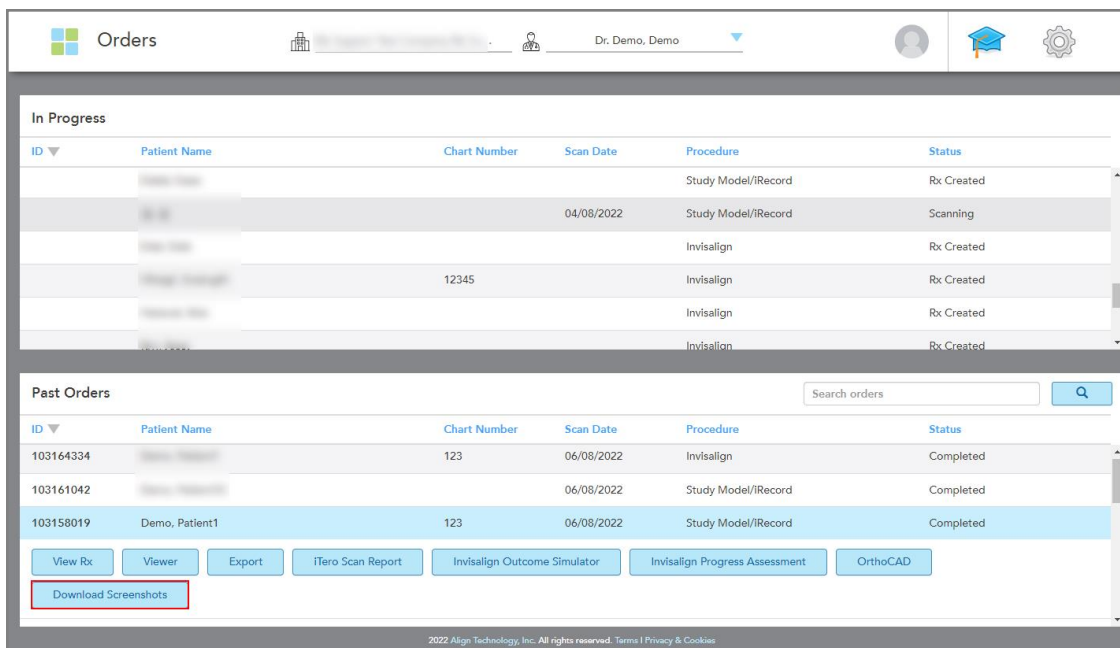 Orders
Dr. Demo, Demo
In Progress
ID Patient Name Chart Number Scan Date Procedure Status
Study Model/iRecord Rx Created
04/08/2022 Study Model/iRecord Scanning
Invisalign Rx Created
12345 Invisalign Rx Created
Invisalign Rx Created
Invisalign Rx Created
Past Orders Search orders
ID Patient Name Chart Number Scan Date Procedure Status
103164334 123 06/08/2022 Invisalign Completed
103161042 06/08/2022 Study Model/iRecord Completed
103158019 Demo, Patient1 123 06/08/2022 Study Model/iRecord Completed
View Rx Viewer Export iTero Scan Report Invisalign Outcome Simulator Invisalign Progress Assessment OrthoCAD
Download Screenshots
2022 Align Technology, Inc. All rights reserved. Terms | Privacy & Cookies